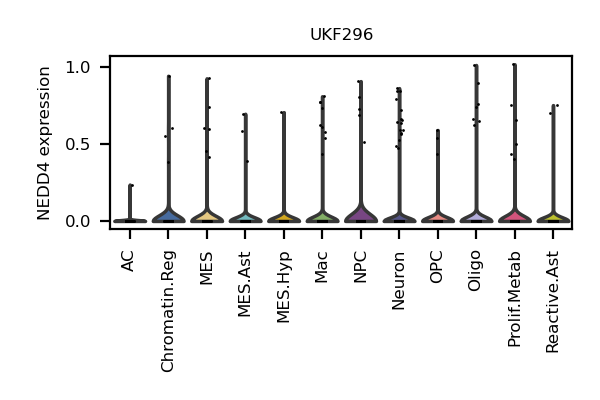 UKF296
NEDD4 expression
1.0
0.5
0.0
AC
Chromatin.Reg
MES
MES.Ast
MES.Hyp
Mac
NPC
Neuron
OPC
Oligo
Prolif.Metab
Reactive.Ast